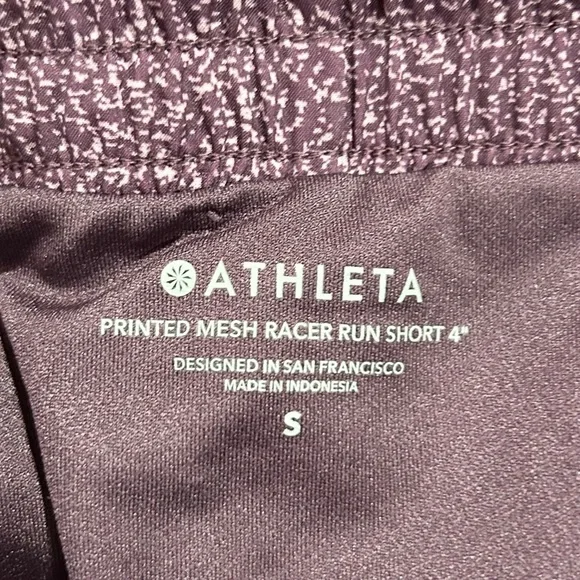 ATHLETA
PRINTED MESH RACER RUN SHORT 4"
DESIGNED IN SAN FRANCISCO
MADE IN INDONESIA
S